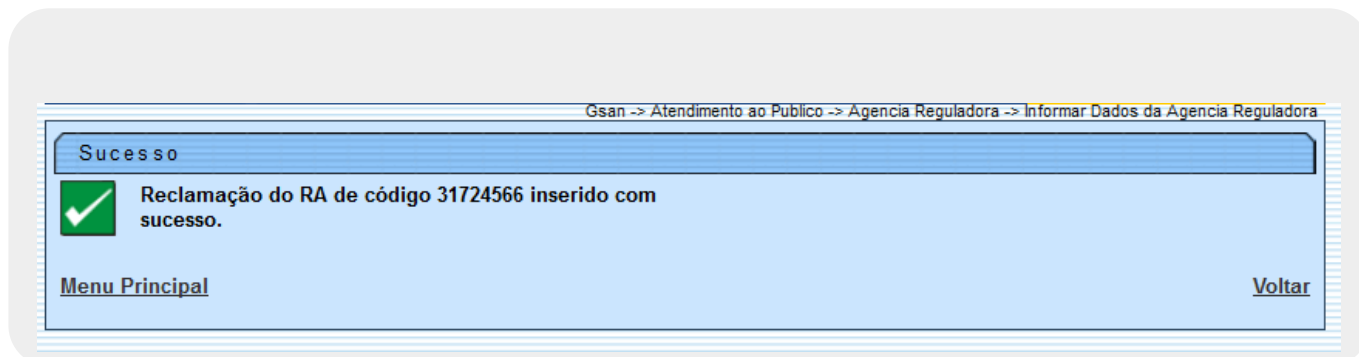 Gsan -> Atendimento ao Publico -> Agencia Reguladora -> Informar Dados da Agencia Reguladora
Sucesso
Reclamação do RA de código 31724566 inserido com
sucesso.
Menu Principal
Voltar